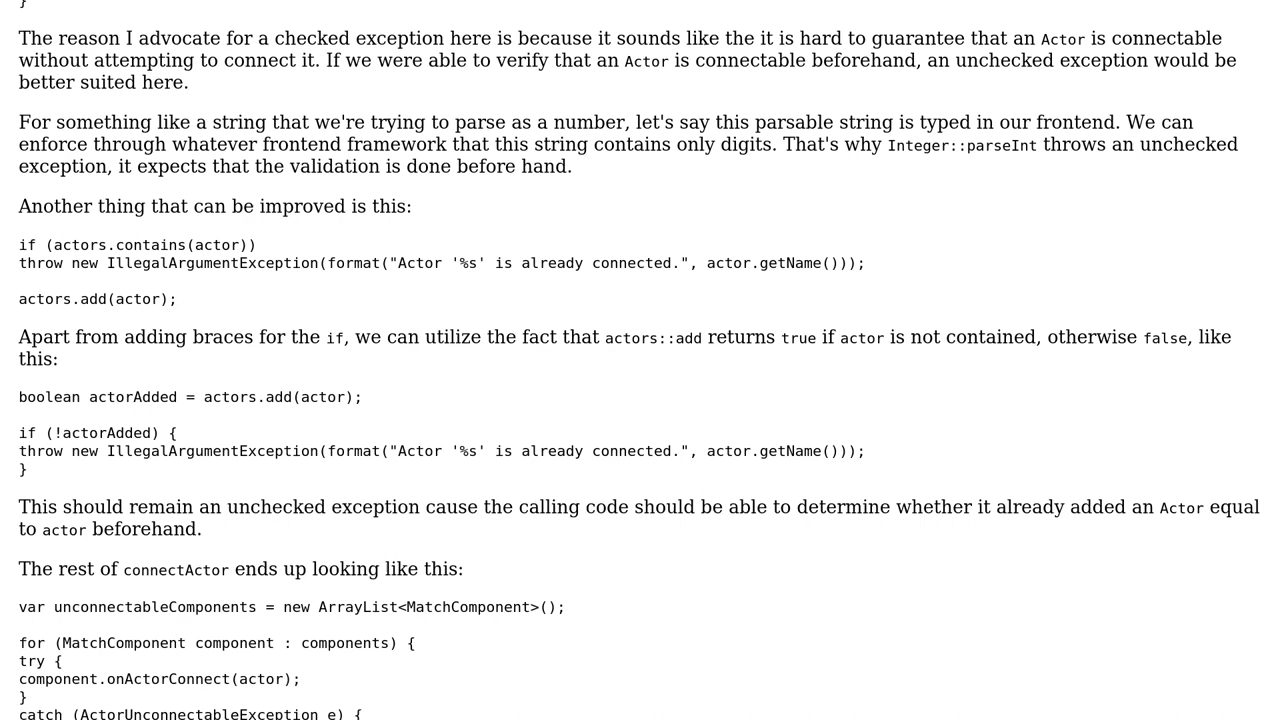 }
The reason I advocate for a checked exception here is because it sounds like the it is hard to guarantee that an Actor is connectable
without attempting to connect it. If we were able to verify that an Actor is connectable beforehand, an unchecked exception would be
better suited here.
For something like a string that we're trying to parse as a number, let's say this parsable string is typed in our frontend. We can
enforce through whatever frontend framework that this string contains only digits. That's why Integer::parseInt throws an unchecked
exception, it expects that the validation is done before hand.
Another thing that can be improved is this:
if (actors.contains(actor))
throw new IllegalArgumentException(format("Actor '%s' is already connected.", actor.getName()));
actors.add(actor);
Apart from adding braces for the if, we can utilize the fact that actors::add returns true if actor is not contained, otherwise false, like
this:
boolean actorAdded = actors.add(actor);
if (!actorAdded) {
throw new IllegalArgumentException(format("Actor '%s' is already connected.", actor.getName()));
}
This should remain an unchecked exception cause the calling code should be able to determine whether it already added an Actor equal
to actor beforehand.
The rest of connectActor ends up looking like this:
var unconnectableComponents = new ArrayList<MatchComponent>();
for (MatchComponent component : components) {
try {
component.onActorConnect(actor);
}
catch (ActorUnconnectableException e) {